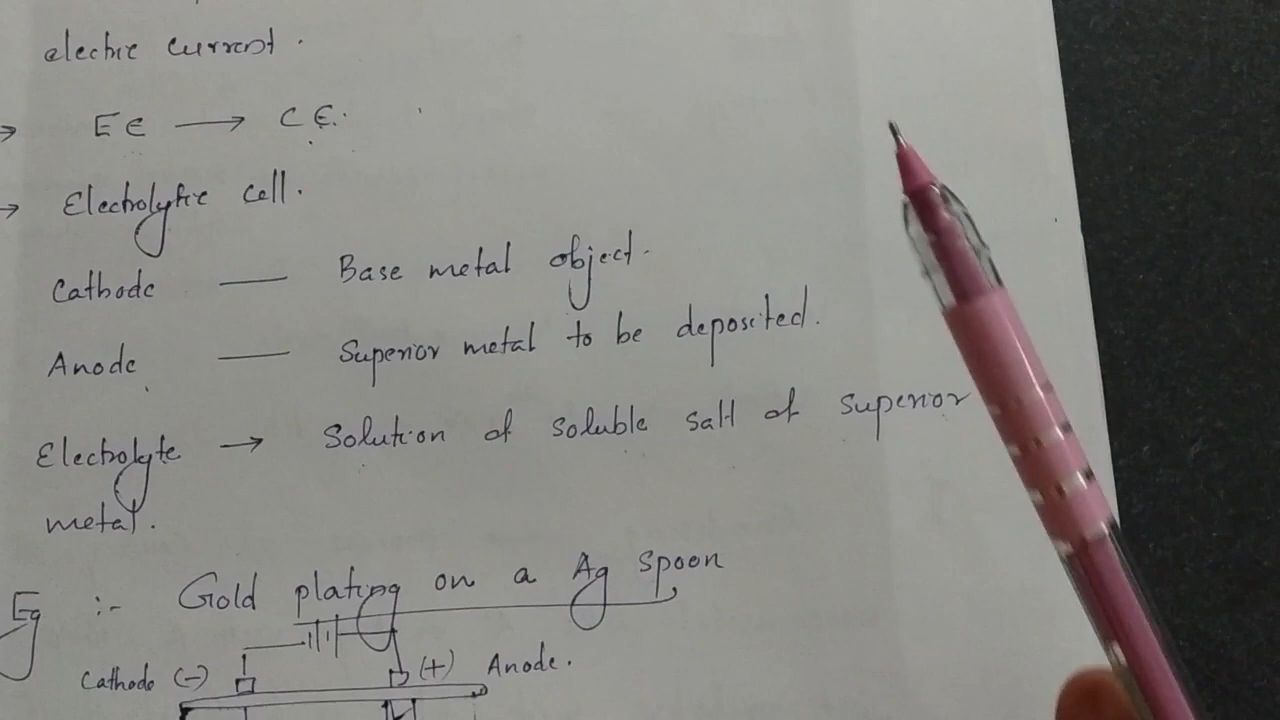 electric current.
→ EE → CE.
→ Electrolytic cell.
Cathode — Base metal object.
Anode — Superior metal to be deposited.
Electrolyte → Solution of soluble salt of superior
metal.
Eg :- Gold plating on a Ag spoon
Cathode (-) (+) Anode.